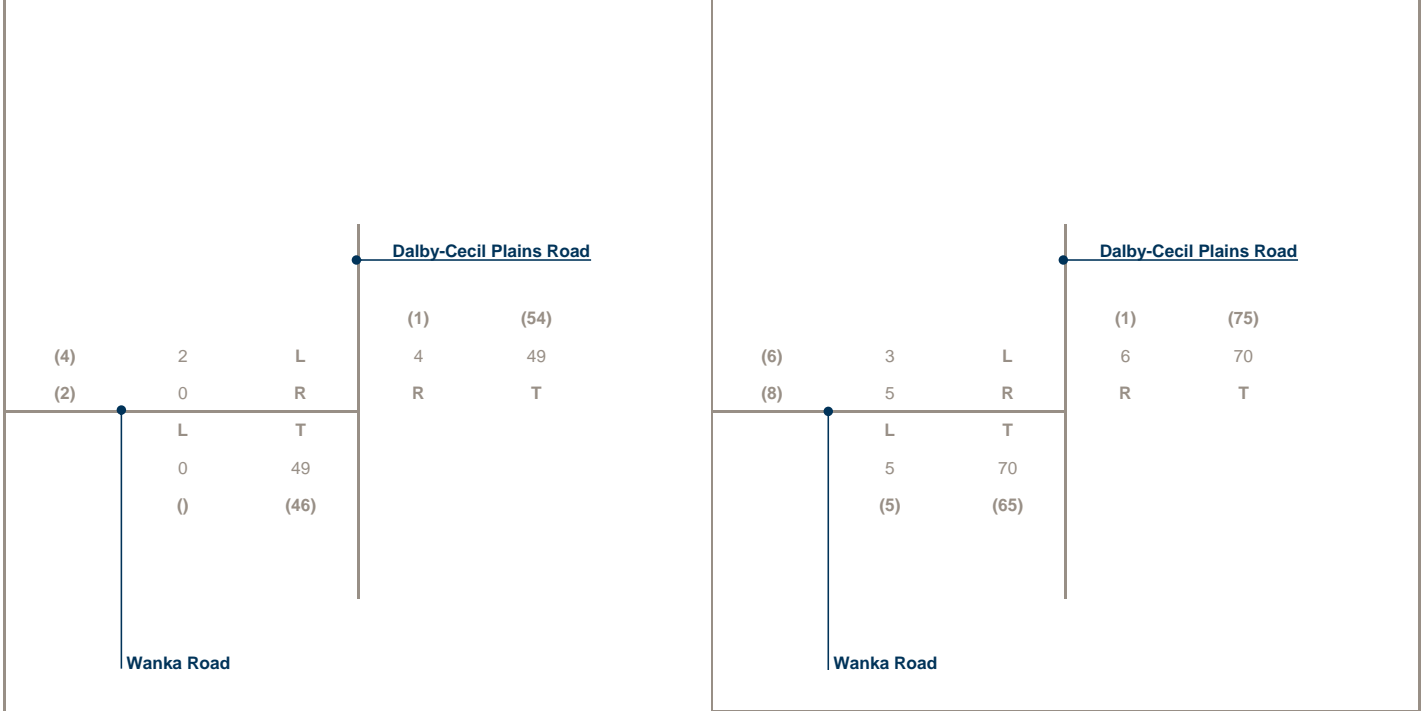 Dalby-Cecil Plains Road
(1) (54)
(4) 2 L 4 49
(2) 0 R R T
L T
0 49
() (46)
Wanka Road
Dalby-Cecil Plains Road
(1) (75)
(6) 3 L 6 70
(8) 5 R R T
L T
5 70
(5) (65)
Wanka Road